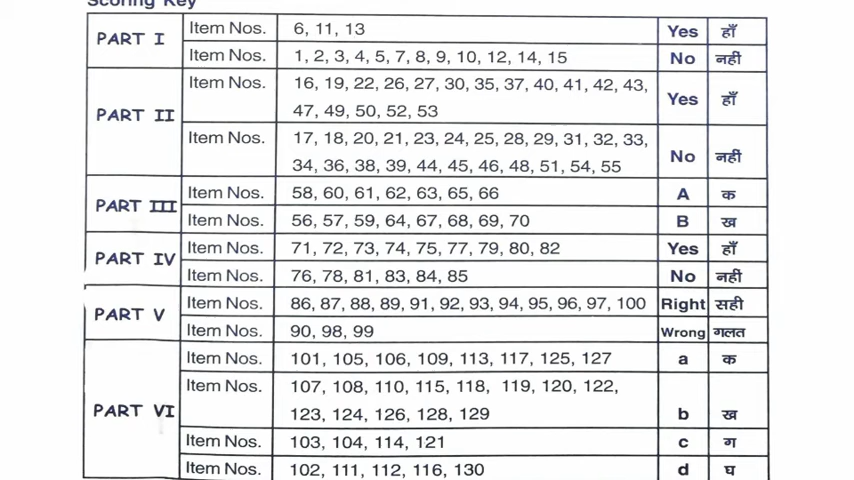 Scoring Key
PART I Item Nos. 6, 11, 13 Yes हाँ
Item Nos. 1, 2, 3, 4, 5, 7, 8, 9, 10, 12, 14, 15 No नहीं
PART II Item Nos. 16, 19, 22, 26, 27, 30, 35, 37, 40, 41, 42, 43,
47, 49, 50, 52, 53 Yes हाँ
Item Nos. 17, 18, 20, 21, 23, 24, 25, 28, 29, 31, 32, 33,
34, 36, 38, 39, 44, 45, 46, 48, 51, 54, 55 No नहीं
PART III Item Nos. 58, 60, 61, 62, 63, 65, 66 A क
Item Nos. 56, 57, 59, 64, 67, 68, 69, 70 B ख
PART IV Item Nos. 71, 72, 73, 74, 75, 77, 79, 80, 82 Yes हाँ
Item Nos. 76, 78, 81, 83, 84, 85 No नहीं
PART V Item Nos. 86, 87, 88, 89, 91, 92, 93, 94, 95, 96, 97, 100 Right सही
Item Nos. 90, 98, 99 Wrong गलत
PART VI Item Nos. 101, 105, 106, 109, 113, 117, 125, 127 a क
Item Nos. 107, 108, 110, 115, 118, 119, 120, 122,
123, 124, 126, 128, 129 b ख
Item Nos. 103, 104, 114, 121 c ग
Item Nos. 102, 111, 112, 116, 130 d घ